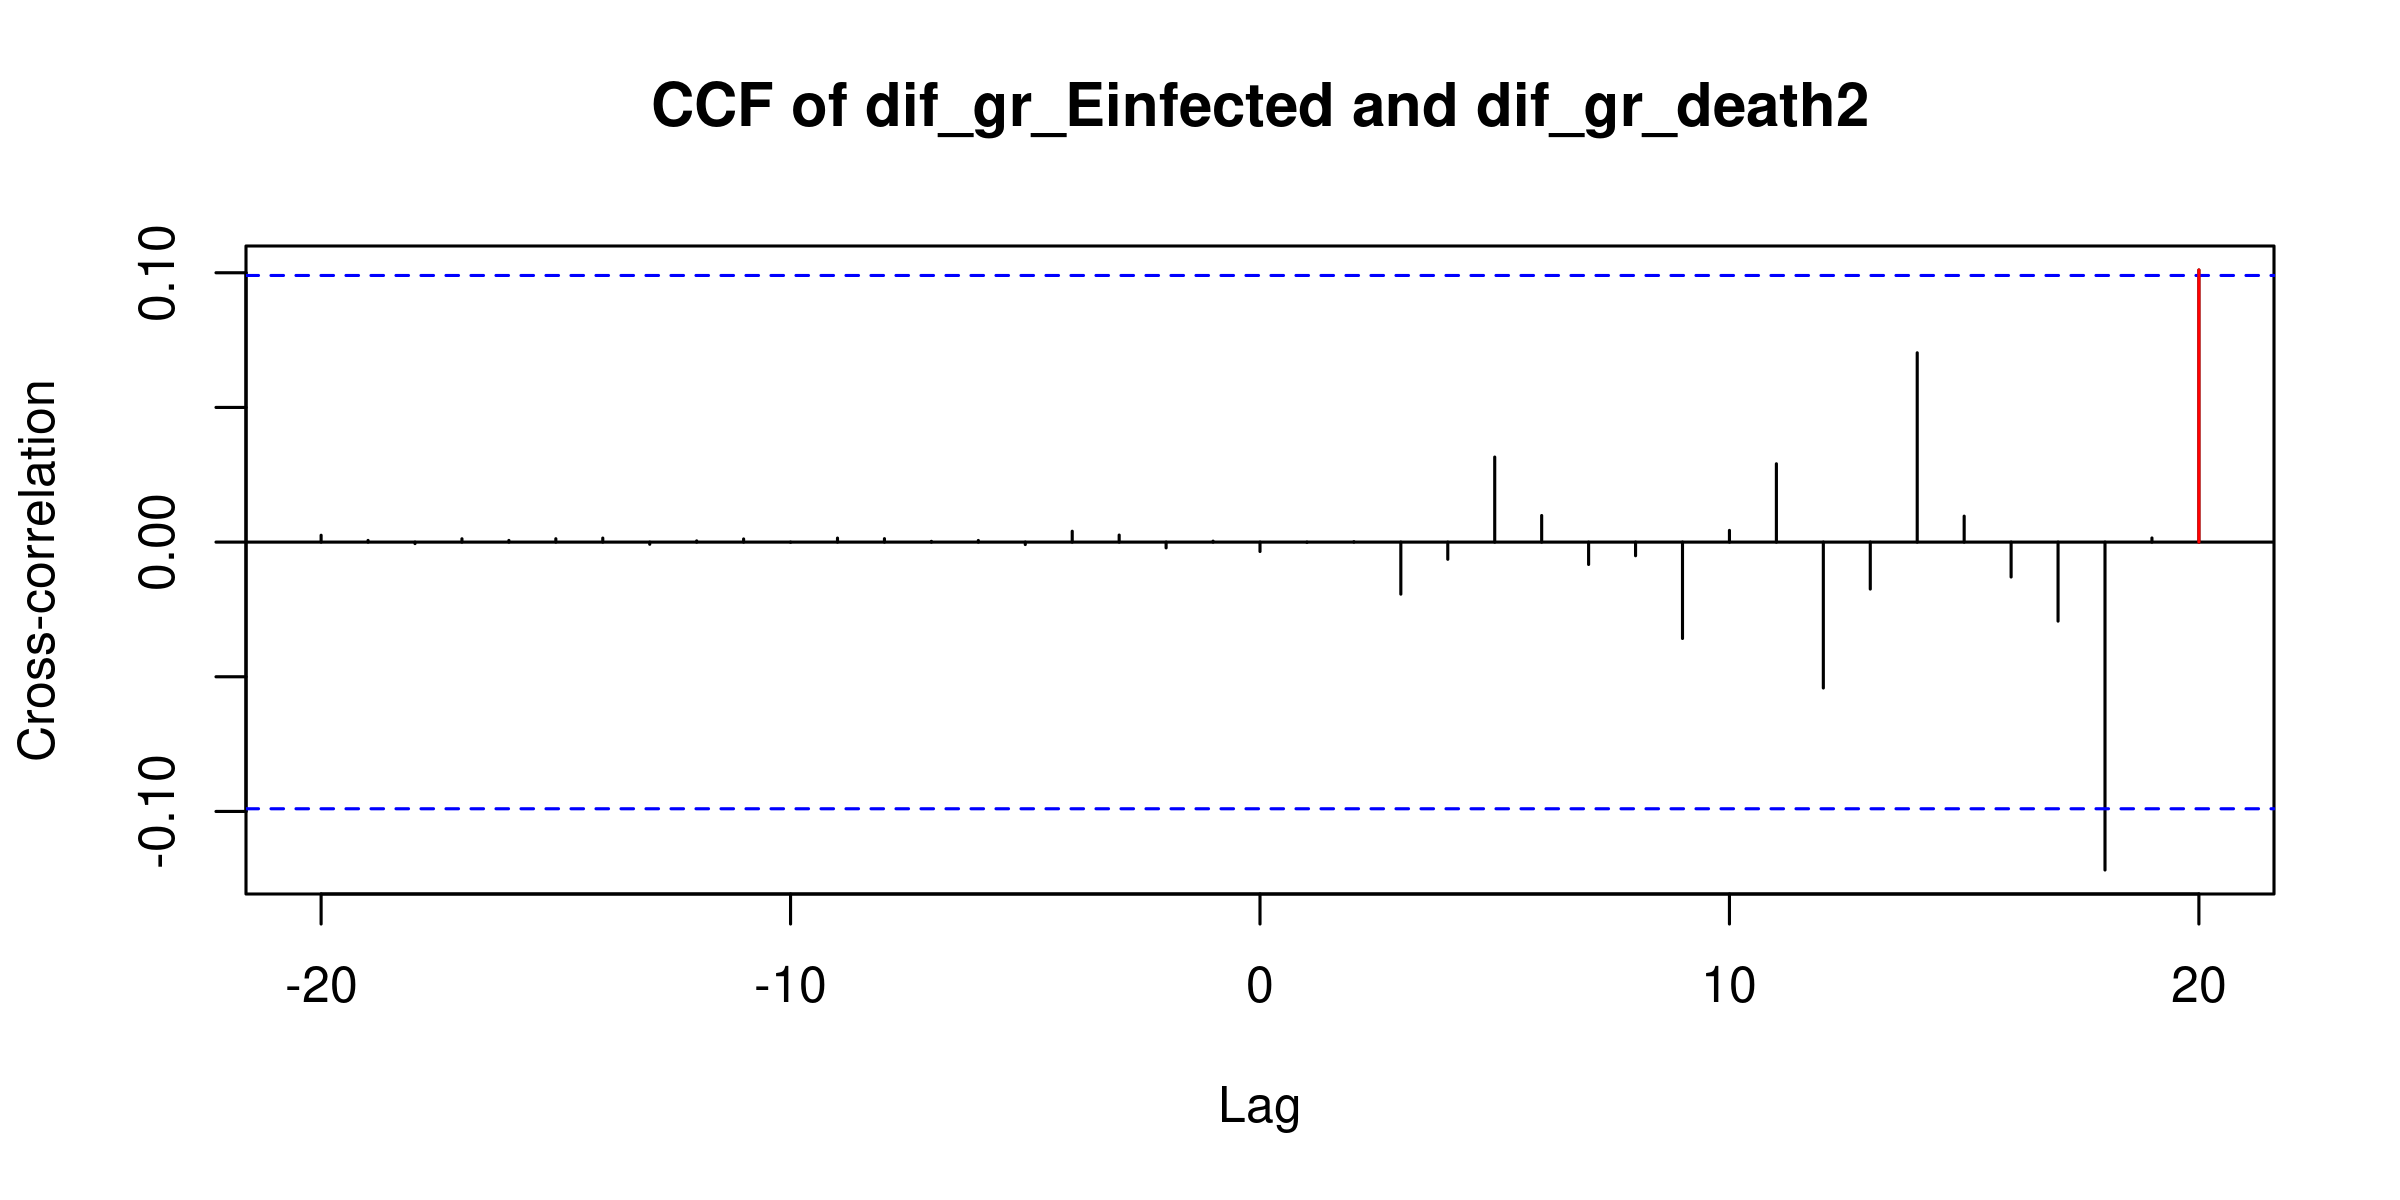 CCF of dif_gr_Einfected and dif_gr_death2
Cross-correlation
0.10
0.00
-0.10
-20 -10 0 10 20
Lag